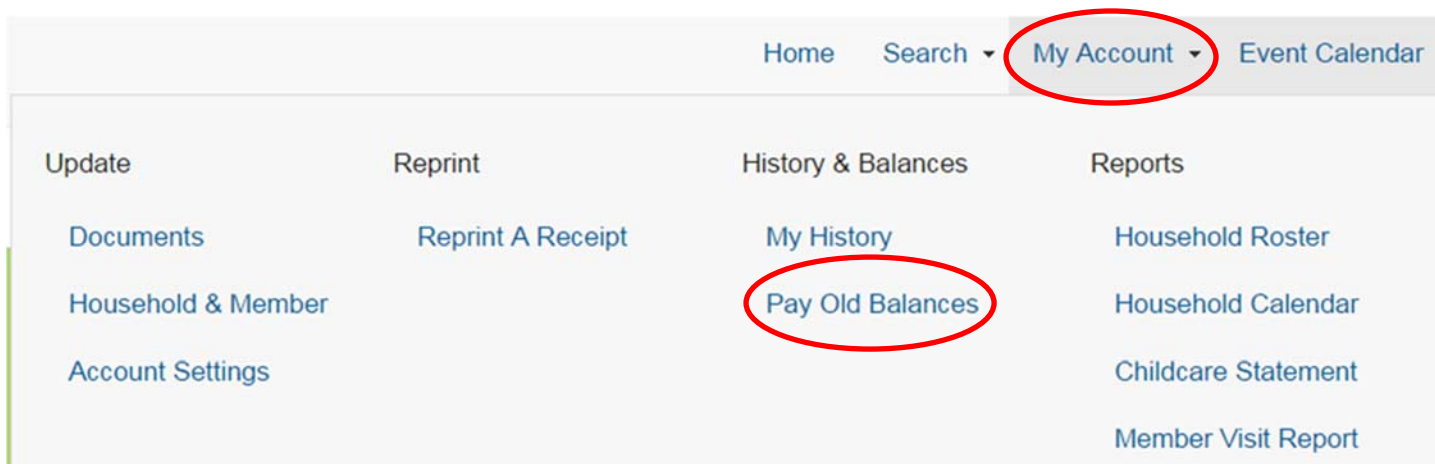 Home Search My Account Event Calendar
Update
Documents
Household & Member
Account Settings
Reprint
Reprint A Receipt
History & Balances
My History
Pay Old Balances
Reports
Household Roster
Household Calendar
Childcare Statement
Member Visit Report